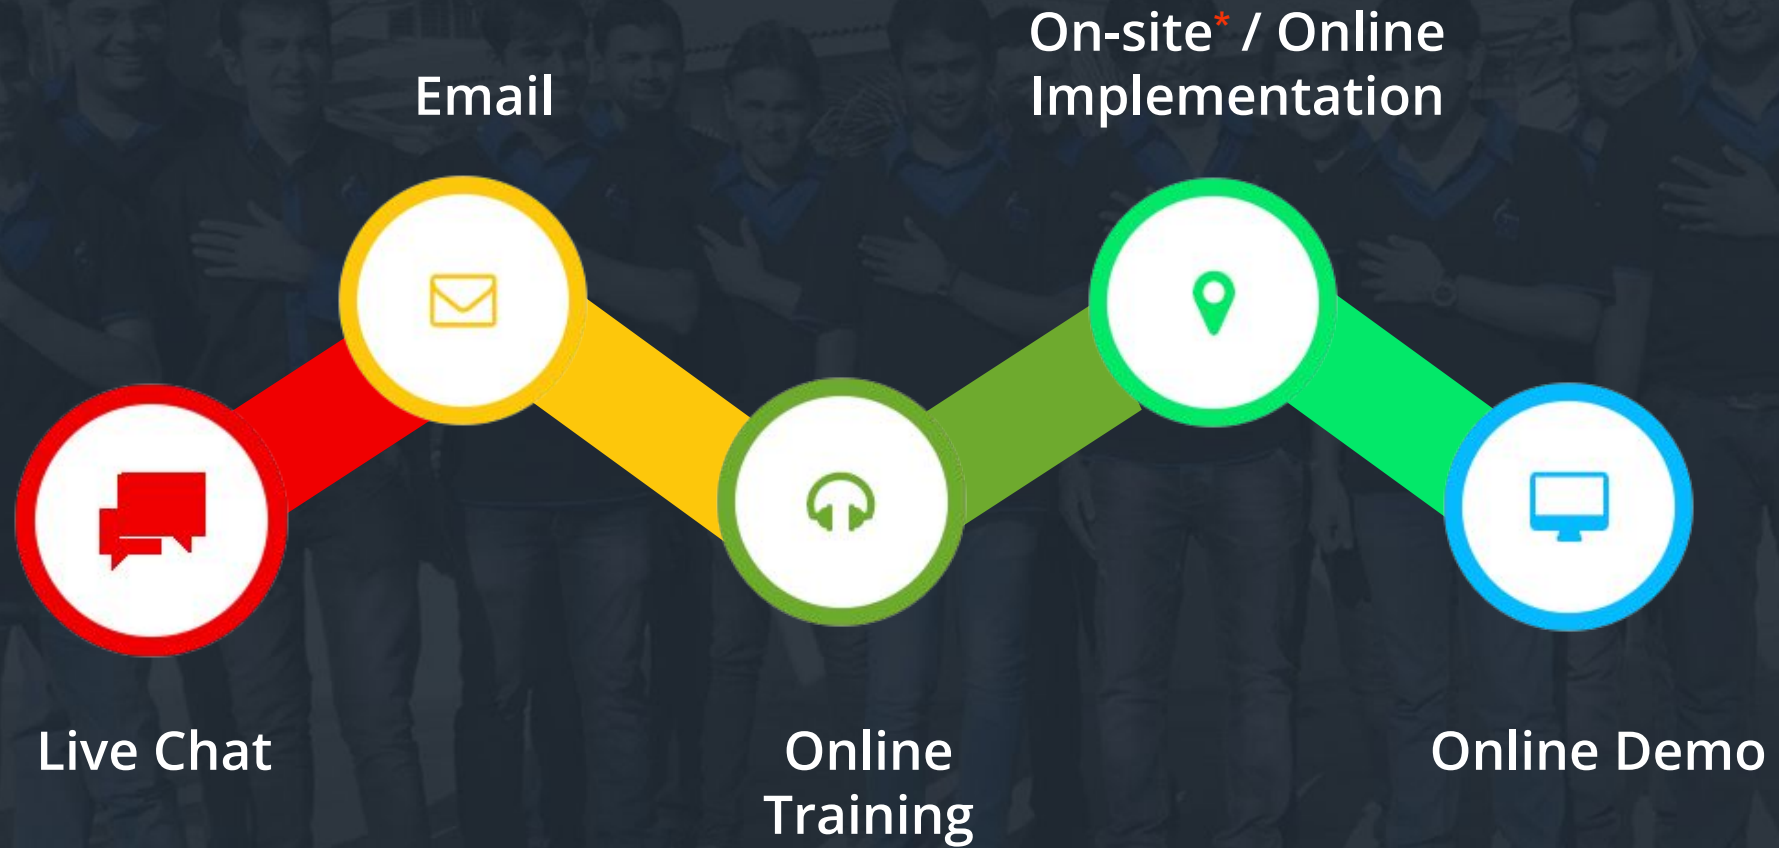 Live Chat
Email
Online
Training
On-site* / Online
Implementation
Online Demo